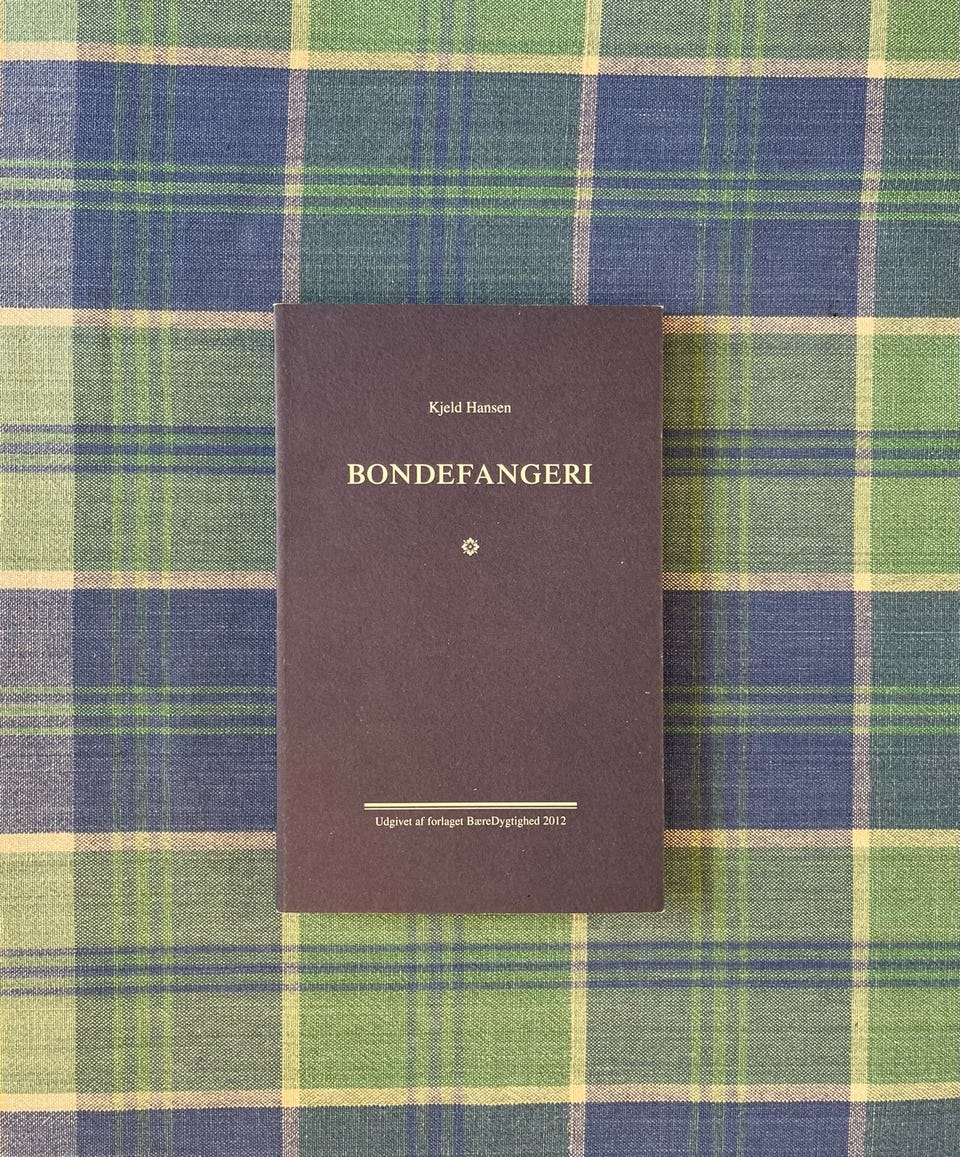 Kjeld Hansen
BONDEFANGERI
Udgivet af forlaget BæreDygtighed 2012